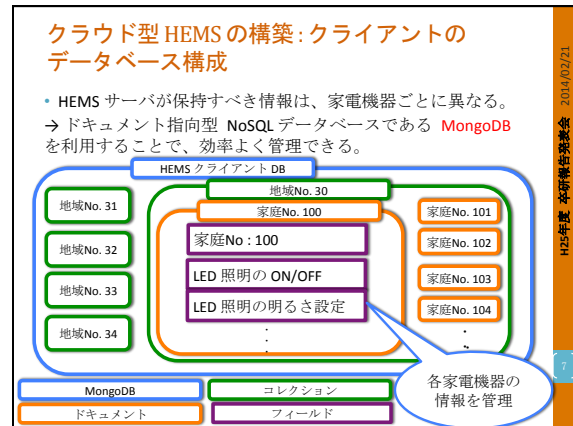 クラウド型 HEMS の構築 : クライアントの
データベース構成
• HEMS サーバが保持すべき情報は、家電機器ごとに異なる。
→ ドキュメント指向型 NoSQL データベースである MongoDB
を利用することで、効率よく管理できる。
HEMS クライアント DB
地域No. 31
地域No. 32
地域No. 33
地域No. 34
地域No. 30
家庭No. 100
家庭No : 100
LED 照明の ON/OFF
LED 照明の明るさ設定
.
.
家庭No. 101
家庭No. 102
家庭No. 103
家庭No. 104
.
.
各家電機器の
情報を管理
MongoDB
コレクション
ドキュメント
フィールド
H25年度 卒研報告発表会 2014/02/21
7